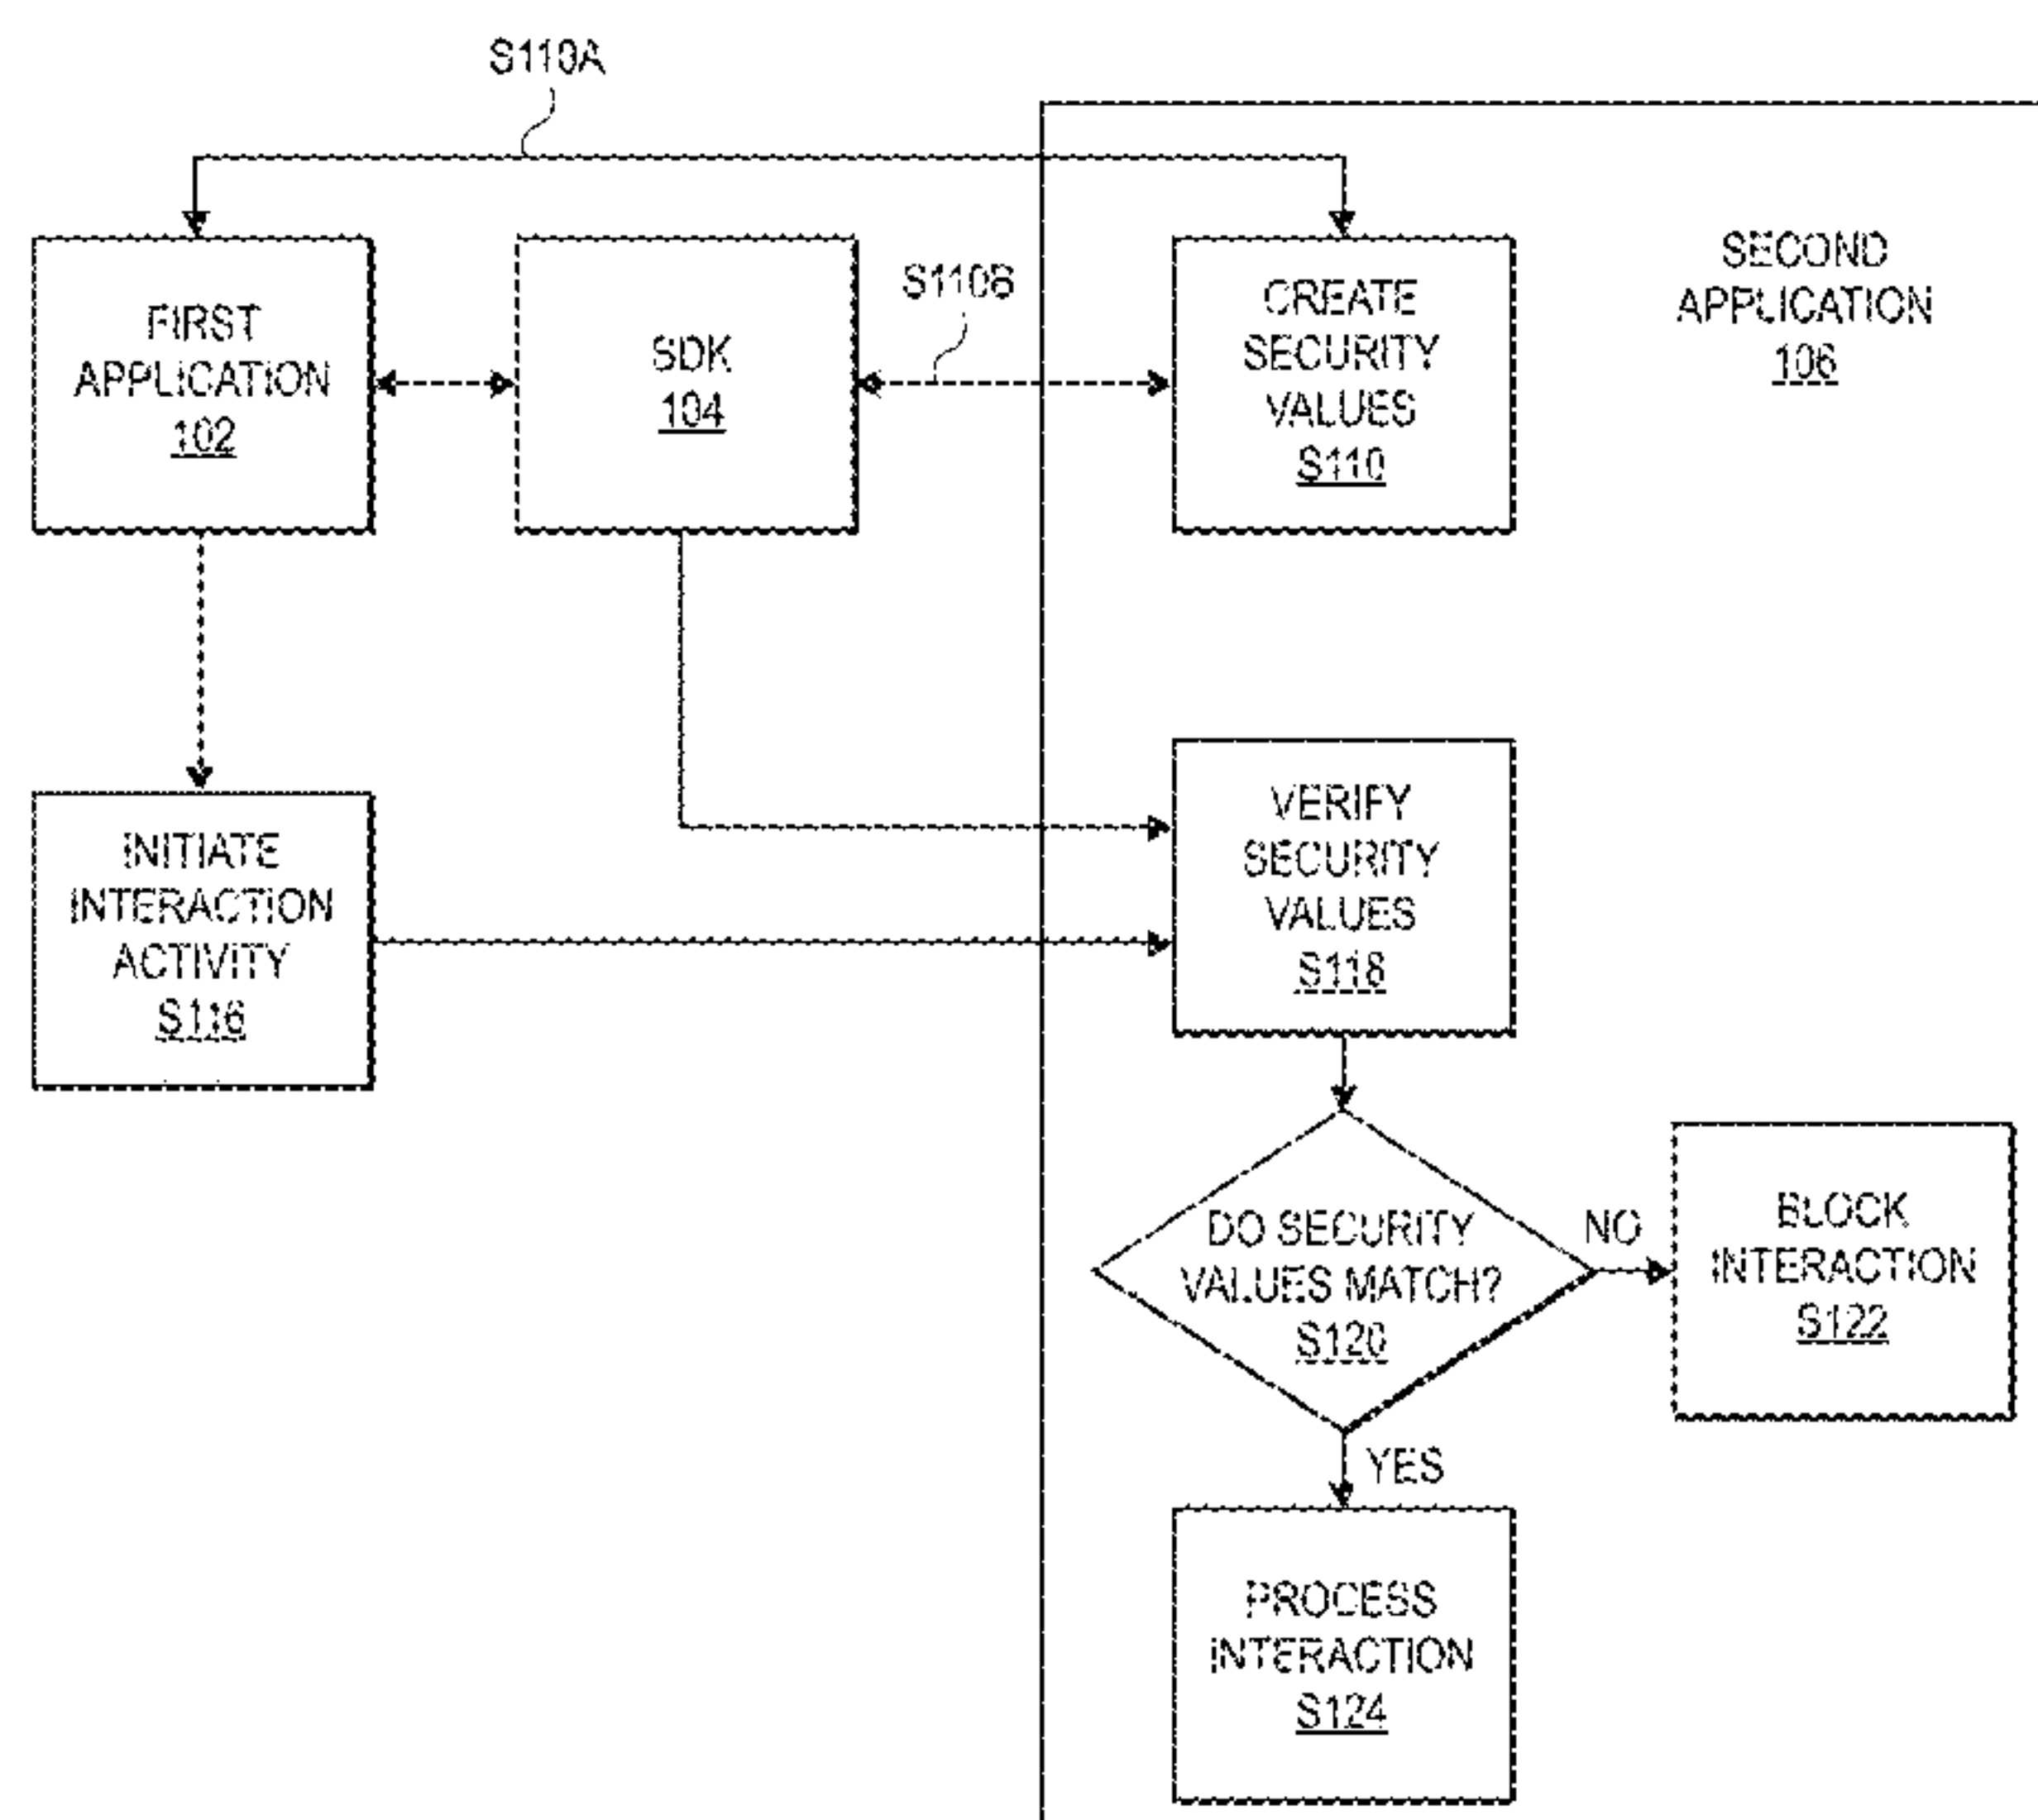 S110A
FIRST
APPLICATION
102
SDK
104
S110B
CREATE
SECURITY
VALUES
S110
SECOND
APPLICATION
106
INITIATE
INTERACTION
ACTIVITY
S116
VERIFY
SECURITY
VALUES
S118
DO SECURITY
VALUES MATCH?
S120
NO
BLOCK
INTERACTION
S122
YES
PROCESS
INTERACTION
S124